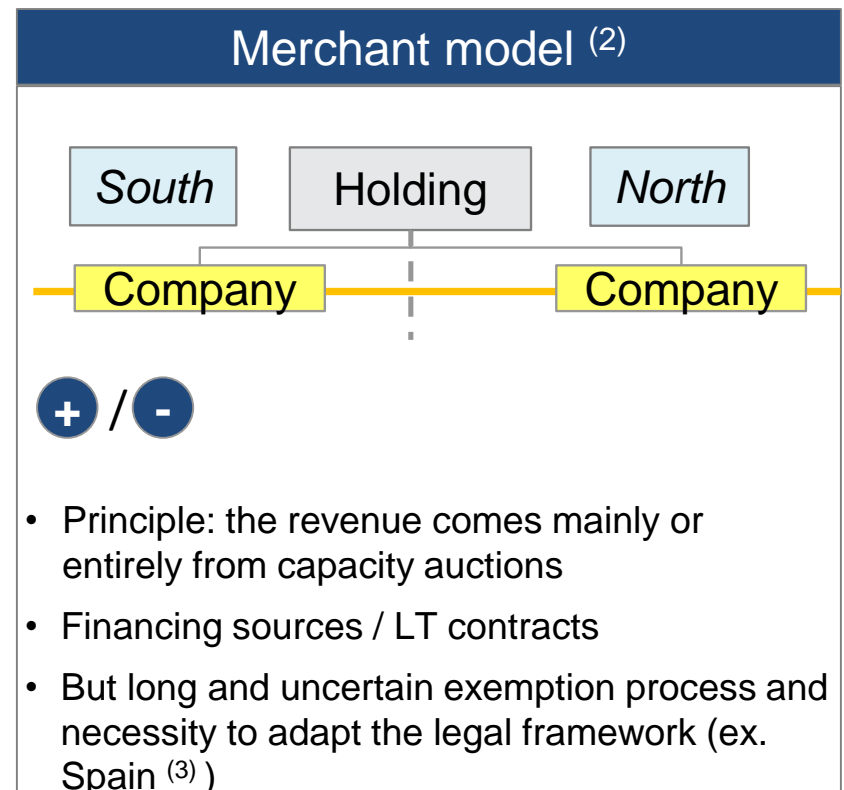 Merchant model (2)
South Holding North
Company Company
+ / -
• Principle: the revenue comes mainly or
entirely from capacity auctions
• Financing sources / LT contracts
• But long and uncertain exemption process and
necessity to adapt the legal framework (ex.
Spain (3) )